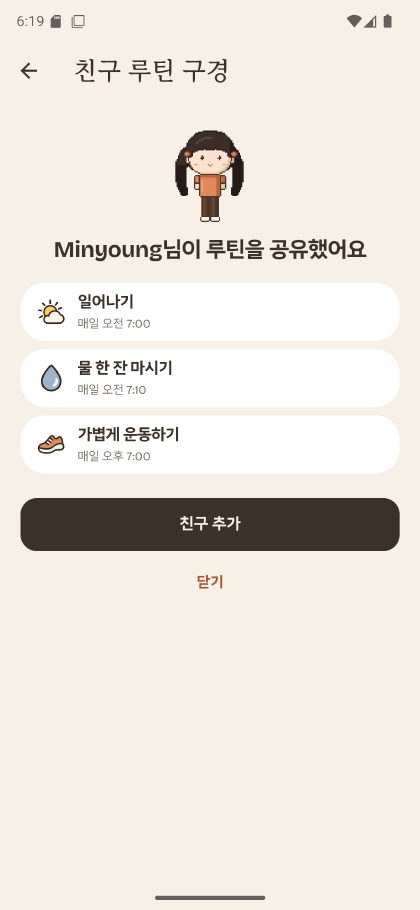 6:19
친구 루틴 구경
Minyoung님이 루틴을 공유했어요
일어나기
매일 오전 7:00
물 한 잔 마시기
매일 오전 7:10
가볍게 운동하기
매일 오후 7:00
친구 추가
닫기